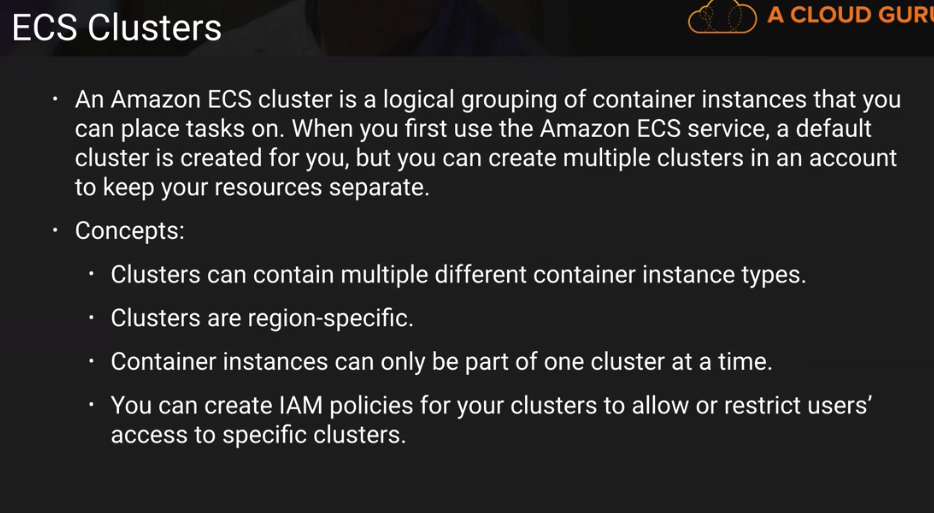 ECS Clusters
A CLOUD GURU
• An Amazon ECS cluster is a logical grouping of container instances that you
can place tasks on. When you first use the Amazon ECS service, a default
cluster is created for you, but you can create multiple clusters in an account
to keep your resources separate.
• Concepts:
• Clusters can contain multiple different container instance types.
• Clusters are region-specific.
• Container instances can only be part of one cluster at a time.
• You can create IAM policies for your clusters to allow or restrict users’
access to specific clusters.